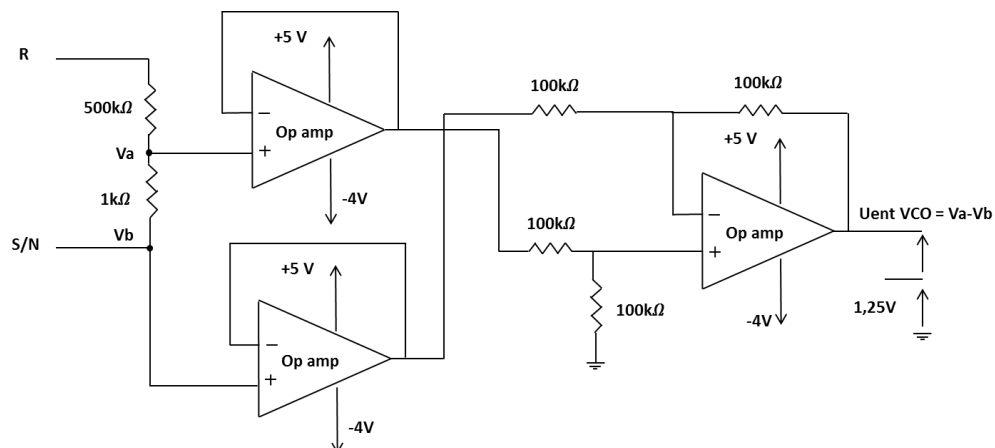 R
+5 V
500kΩ
−
Op amp
+
Va
-4V
1kΩ
S/N
Vb
+5 V
−
Op amp
+
-4V
100kΩ
100kΩ
+5 V
−
Op amp
+
100kΩ
100kΩ
-4V
Uent VCO = Va-Vb
1,25V